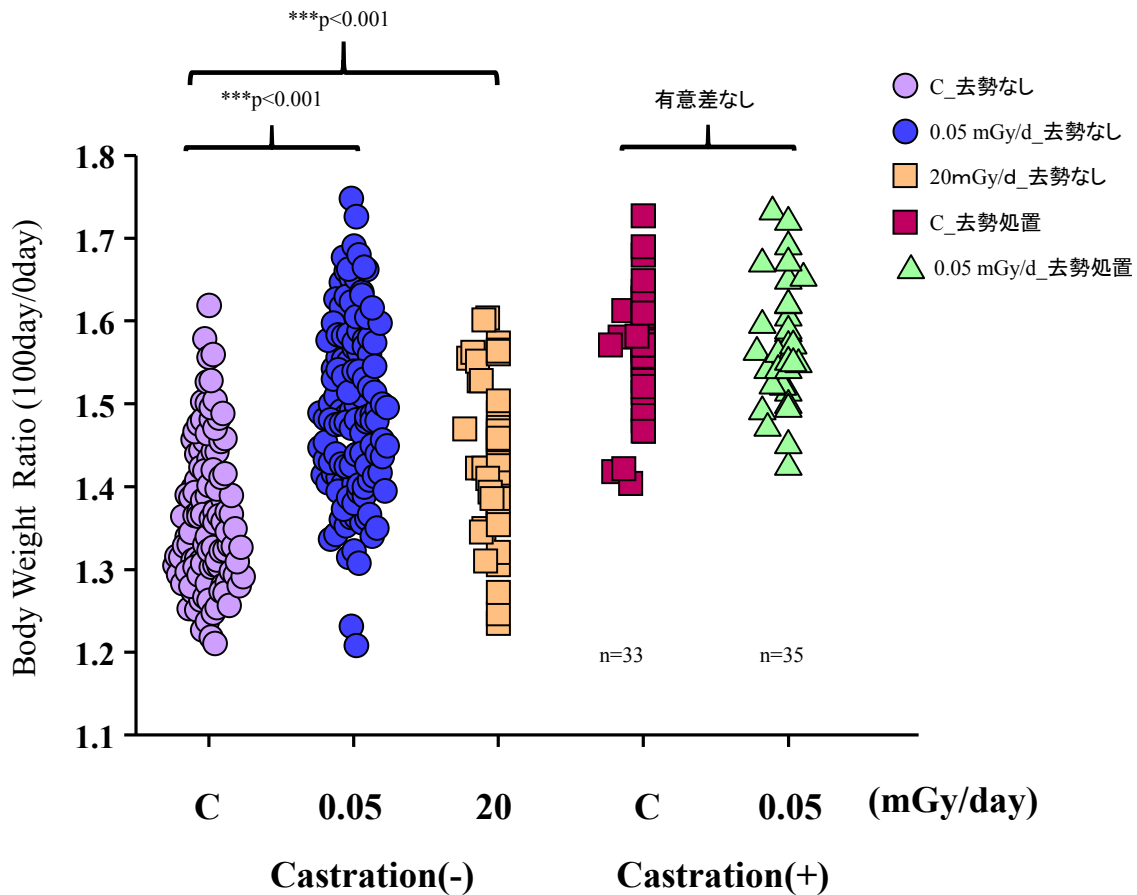 ***p<0.001
***p<0.001
有意差なし
C_去勢なし
0.05 mGy/d_去勢なし
20mGy/d_去勢なし
C_去勢処置
0.05 mGy/d_去勢処置
Body Weight Ratio (100day/0day)
1.8
1.7
1.6
1.5
1.4
1.3
1.2
1.1
n=33
n=35
C
0.05
20
C
0.05
(mGy/day)
Castration(-)
Castration(+)